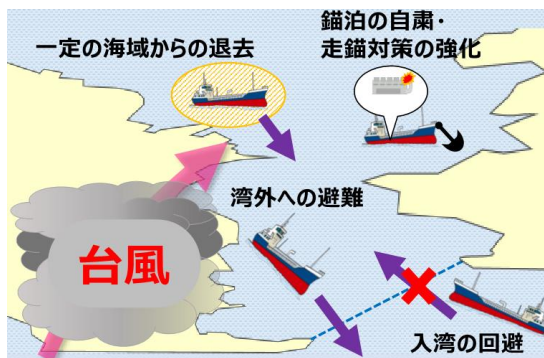 一定の海域からの退去
錨泊の自粛・
走錨対策の強化
湾外への避難
台風
入湾の回避